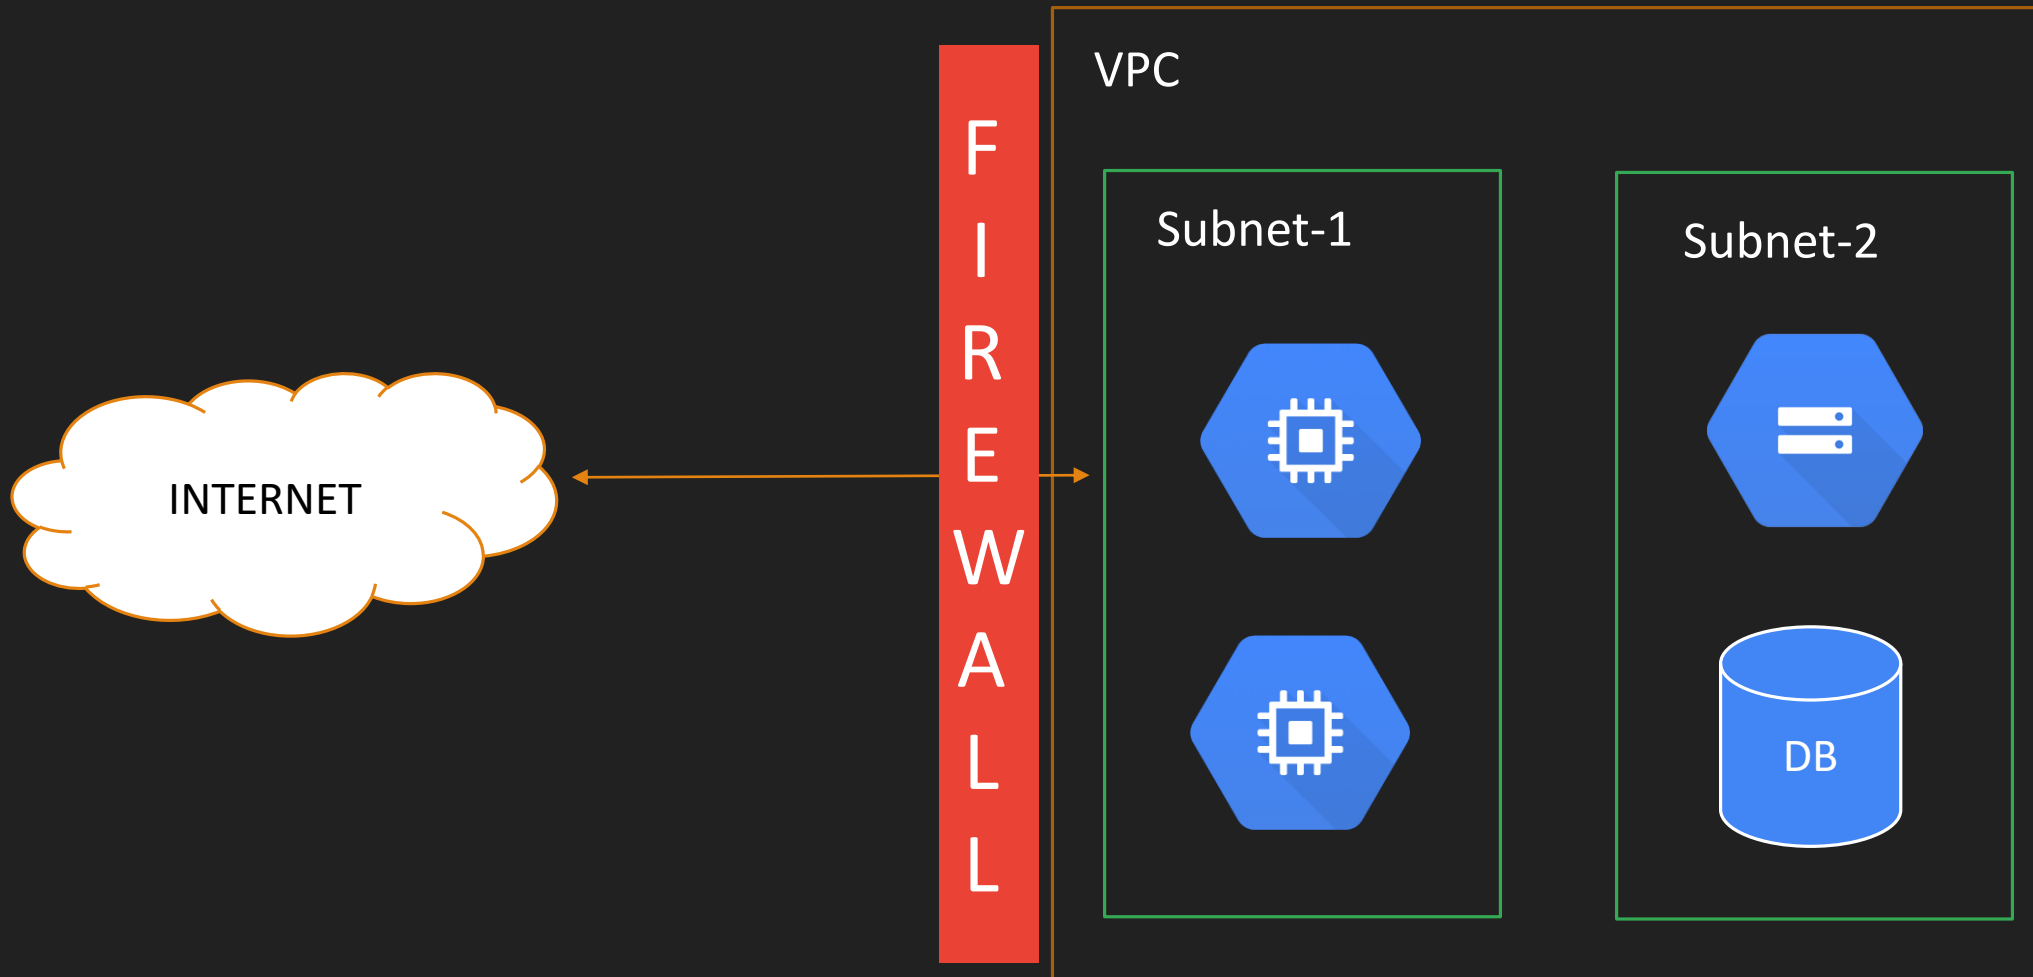 INTERNET
FIREWALL
VPC
Subnet-1
Subnet-2
DB